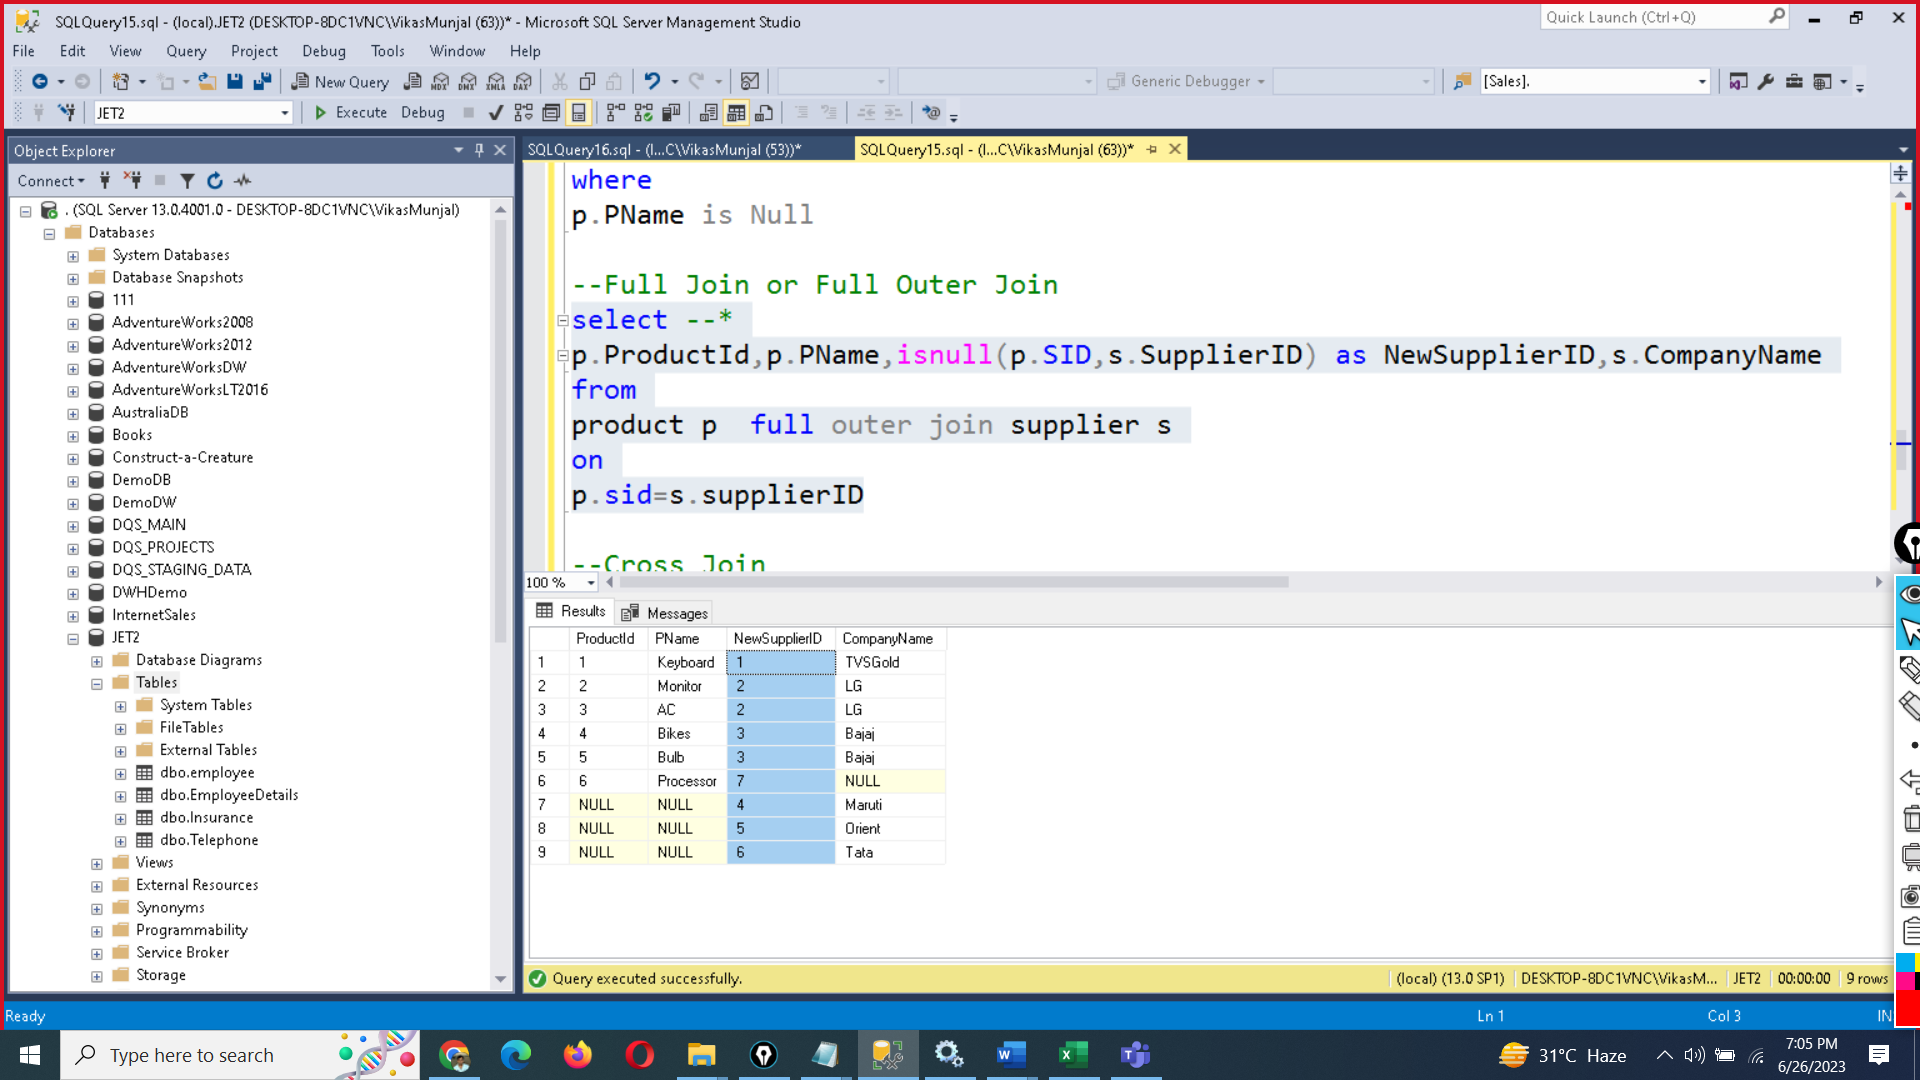 SQLQuery15.sql - (local).JET2 (DESKTOP-8DC1VNC\VikasMunjal (63))* - Microsoft SQL Server Management Studio
Quick Launch (Ctrl+Q)
File Edit View Query Project Debug Tools Window Help
New Query MDX DMX XMLA DAX Generic Debugger [Sales].
JET2 Execute Debug
Object Explorer
Connect
. (SQL Server 13.0.4001.0 - DESKTOP-8DC1VNC\VikasMunjal)
Databases
System Databases
Database Snapshots
111
AdventureWorks2008
AdventureWorks2012
AdventureWorksDW
AdventureWorksLT2016
AustraliaDB
Books
Construct-a-Creature
DemoDB
DemoDW
DQS_MAIN
DQS_PROJECTS
DQS_STAGING_DATA
DWHDemo
InternetSales
JET2
Database Diagrams
Tables
System Tables
FileTables
External Tables
dbo.employee
dbo.EmployeeDetails
dbo.Insurance
dbo.Telephone
Views
External Resources
Synonyms
Programmability
Service Broker
Storage
SQLQuery16.sql - (l...C\VikasMunjal (53))* SQLQuery15.sql - (l...C\VikasMunjal (63))*
where
p.PName is Null
--Full Join or Full Outer Join
select --*
p.ProductId,p.PName,isnull(p.SID,s.SupplierID) as NewSupplierID,s.CompanyName
from
product p  full outer join supplier s
on
p.sid=s.supplierID
--Cross Join
100 %
Results Messages
ProductId PName NewSupplierID CompanyName
1 1 Keyboard 1 TVSGold
2 2 Monitor 2 LG
3 3 AC 2 LG
4 4 Bikes 3 Bajaj
5 5 Bulb 3 Bajaj
6 6 Processor 7 NULL
7 NULL NULL 4 Maruti
8 NULL NULL 5 Orient
9 NULL NULL 6 Tata
Query executed successfully. (local) (13.0 SP1) DESKTOP-8DC1VNC\VikasM... JET2 00:00:00 9 rows
Ready Ln 1 Col 3 IN
Type here to search
31°C Haze
7:05 PM
6/26/2023